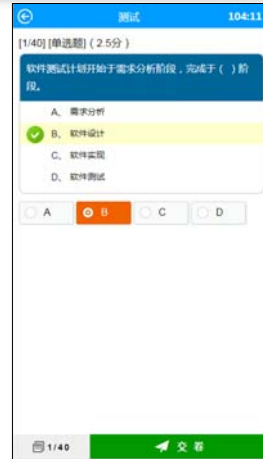 测试 104:11
[1/40] [单选题] ( 2.5分 )
软件测试计划开始于需求分析阶段，完成于（ ）阶
段。
A、 需求分析
B、 软件设计
C、 软件实现
D、 软件测试
A B C D
1/40 交 卷